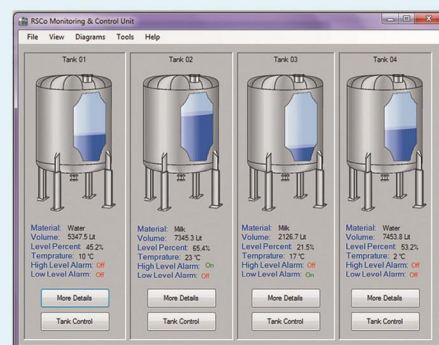 RSCo Monitoring & Control Unit
File View Diagrams Tools Help
Tank 01
Material: Water
Volume: 5347.5 Lit
Level Percent: 45.2%
Temprature: 10 °C
High Level Alarm: Off
Low Level Alarm: Off
More Details
Tank Control
Tank 02
Material: Milk
Volume: 7345.3 Lit
Level Percent: 65.4%
Temprature: 23 °C
High Level Alarm: On
Low Level Alarm: Off
More Details
Tank Control
Tank 03
Material: Milk
Volume: 2126.7 Lit
Level Percent: 21.5%
Temprature: 17 °C
High Level Alarm: Off
Low Level Alarm: On
More Details
Tank Control
Tank 04
Material: Water
Volume: 7453.8 Lit
Level Percent: 53.2%
Temprature: 2 °C
High Level Alarm: Off
Low Level Alarm: Off
More Details
Tank Control